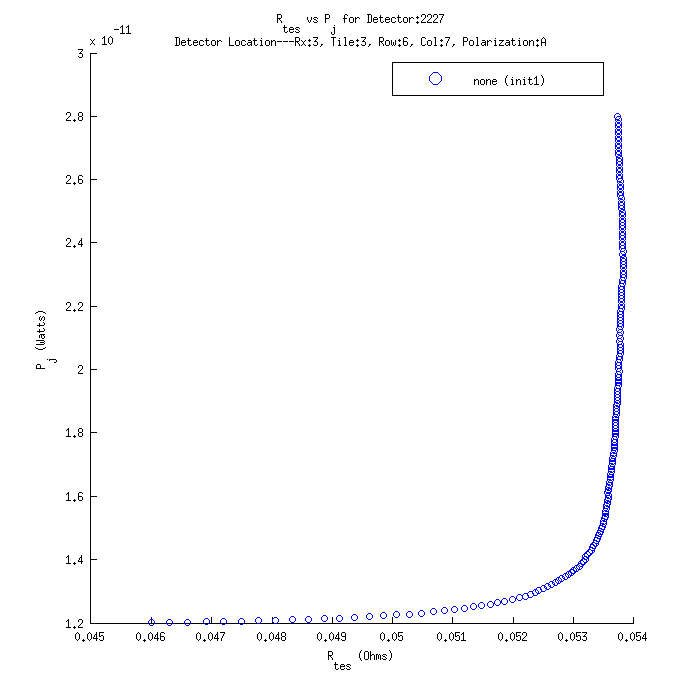 R_tes vs P_j for Detector:2227
Detector Location---Rx:3, Tile:3, Row:6, Col:7, Polarization:A
x 10^-11
none (init1)
3
2.8
2.6
2.4
2.2
2
1.8
1.6
1.4
1.2
P_j (Watts)
0.045 0.046 0.047 0.048 0.049 0.05 0.051 0.052 0.053 0.054
R_tes (Ohms)